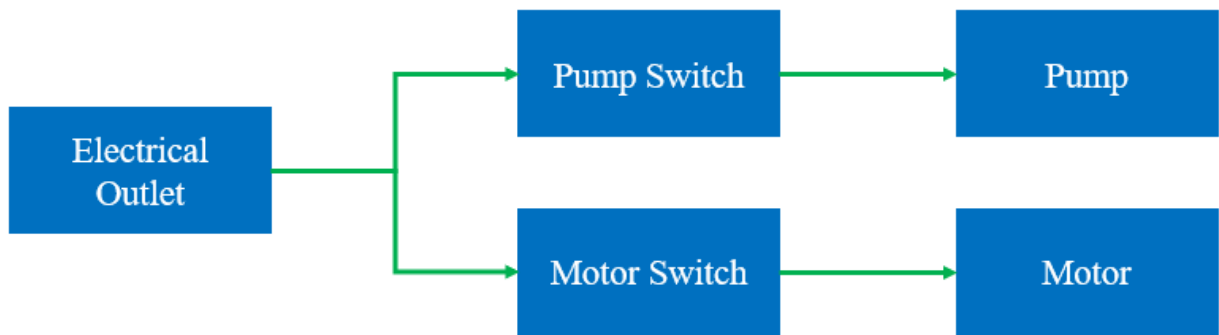 Electrical
Outlet
Pump Switch
Pump
Motor Switch
Motor